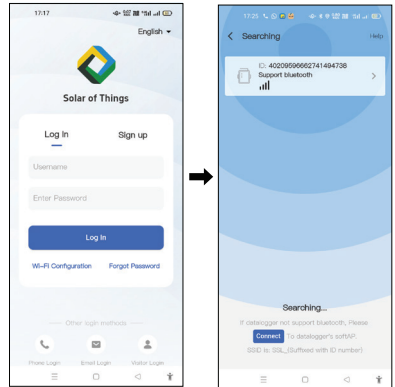 17:17
English
Solar of Things
Log In
Sign up
Username
Enter Password
Log In
Wi-Fi Configuration
Forgot Password
Other login methods
Phone Login
Email Login
Visitor Login
17:25
Searching
Help
ID: 40209596662741494738
Support bluetooth
Searching...
If datalogger not support bluetooth, Please
Connect To datalogger's softAP.
SSID is: SSL_(Suffixed with ID number)